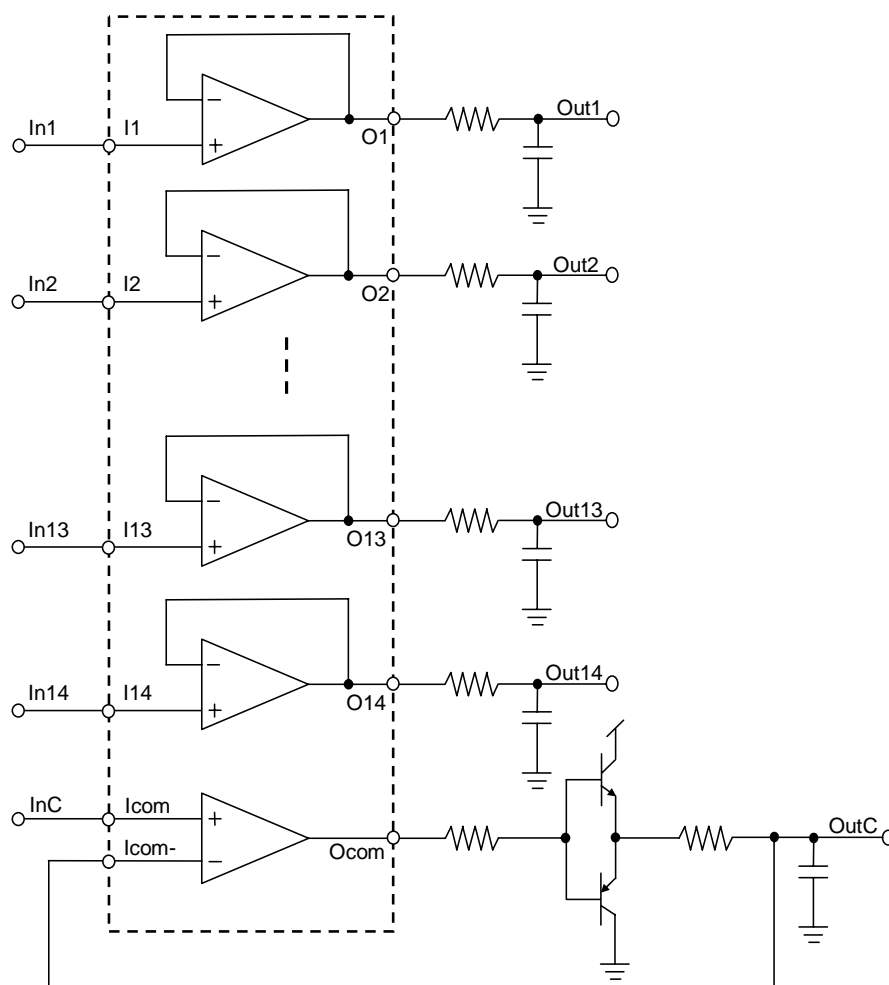 In1 I1 O1 Out1
In2 I2 O2 Out2
In13 I13 O13 Out13
In14 I14 O14 Out14
InC Icom Ocom OutC
Icom-